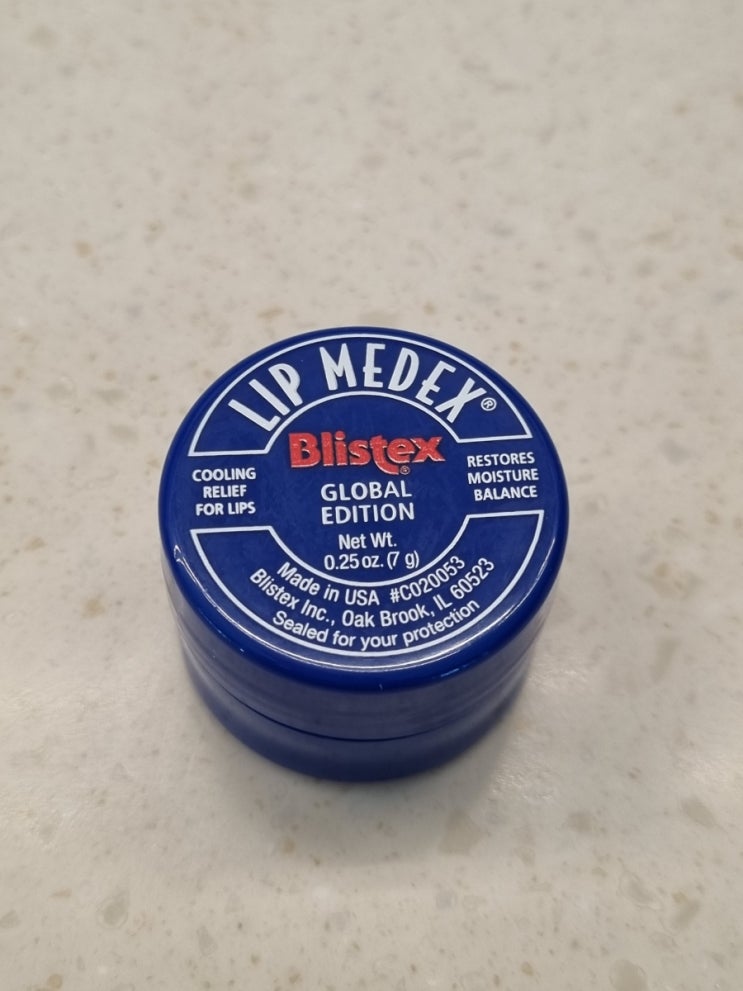 LIP MEDEX®
Blistex®
COOLING
RELIEF
FOR LIPS
GLOBAL
EDITION
RESTORES
MOISTURE
BALANCE
Net Wt.
0.25 oz. (7 g)
Made in USA #C020053
Blistex Inc., Oak Brook, IL 60523
Sealed for your protection